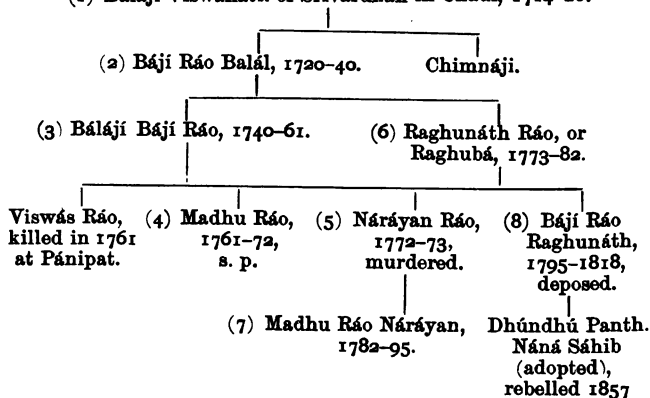 (2) Bájí Ráo Balál, 1720-40. Chimnáji.
(3) Bálájí Bájí Ráo, 1740-61. (6) Raghunáth Ráo, or
Raghubá, 1773-82.
Viswás Ráo, (4) Madhu Ráo, (5) Náráyan Ráo, (8) Bájí Ráo
killed in 1761 1761-72, 1772-73, Raghunáth,
at Pánipat. s. p. murdered. 1795-1818,
deposed.
(7) Madhu Ráo Náráyan, Dhúndhú Panth.
1782-95. Náná Sáhib
(adopted),
rebelled 1857